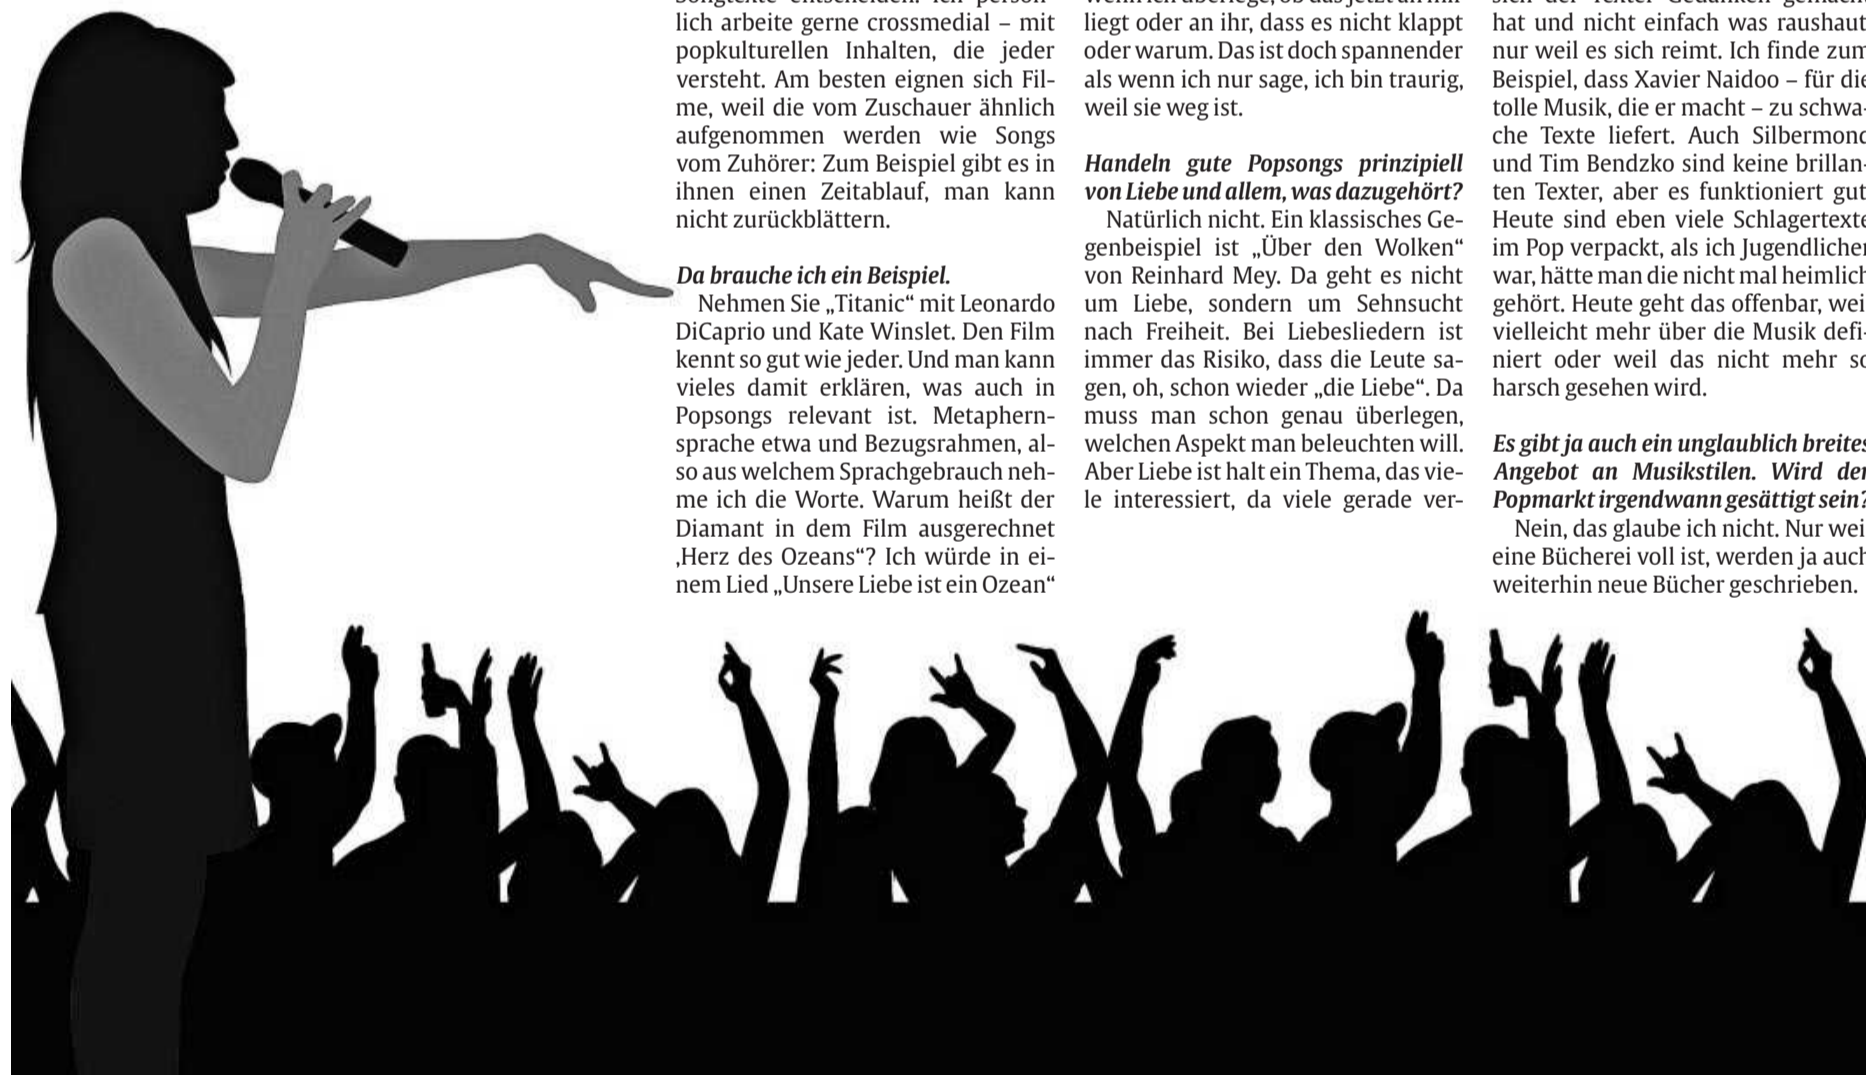 Songtexte entscheiden. Ich persön-
lich arbeite gerne crossmedial – mit
popkulturellen Inhalten, die jeder
versteht. Am besten eignen sich Fil-
me, weil die vom Zuschauer ähnlich
aufgenommen werden wie Songs
vom Zuhörer: Zum Beispiel gibt es in
ihnen einen Zeitablauf, man kann
nicht zurückblättern.
Da brauche ich ein Beispiel.
Nehmen Sie „Titanic“ mit Leonardo
DiCaprio und Kate Winslet. Den Film
kennt so gut wie jeder. Und man kann
vieles damit erklären, was auch in
Popsongs relevant ist. Metaphern-
sprache etwa und Bezugsrahmen, al-
so aus welchem Sprachgebrauch neh-
me ich die Worte. Warum heißt der
Diamant in dem Film ausgerechnet
‚Herz des Ozeans“? Ich würde in ei-
nem Lied „Unsere Liebe ist ein Ozean“
wenn ich überlege, ob das jetzt an mir
liegt oder an ihr, dass es nicht klappt
oder warum. Das ist doch spannender
als wenn ich nur sage, ich bin traurig,
weil sie weg ist.
Handeln gute Popsongs prinzipiell
von Liebe und allem, was dazugehört?
Natürlich nicht. Ein klassisches Ge-
genbeispiel ist „Über den Wolken“
von Reinhard Mey. Da geht es nicht
um Liebe, sondern um Sehnsucht
nach Freiheit. Bei Liebesliedern ist
immer das Risiko, dass die Leute sa-
gen, oh, schon wieder „die Liebe“. Da
muss man schon genau überlegen,
welchen Aspekt man beleuchten will.
Aber Liebe ist halt ein Thema, das vie-
le interessiert, da viele gerade ver-
sich der Texter Gedanken gemacht
hat und nicht einfach was raushaut
nur weil es sich reimt. Ich finde zum
Beispiel, dass Xavier Naidoo – für die
tolle Musik, die er macht – zu schwa-
che Texte liefert. Auch Silbermond
und Tim Bendzko sind keine brillan-
ten Texter, aber es funktioniert gut
Heute sind eben viele Schlagertexte
im Pop verpackt, als ich Jugendlicher
war, hätte man die nicht mal heimlich
gehört. Heute geht das offenbar, wei
vielleicht mehr über die Musik defi-
niert oder weil das nicht mehr so
harsch gesehen wird.
Es gibt ja auch ein unglaublich breites
Angebot an Musikstilen. Wird der
Popmarkt irgendwann gesättigt sein?
Nein, das glaube ich nicht. Nur wei
eine Bücherei voll ist, werden ja auch
weiterhin neue Bücher geschrieben.